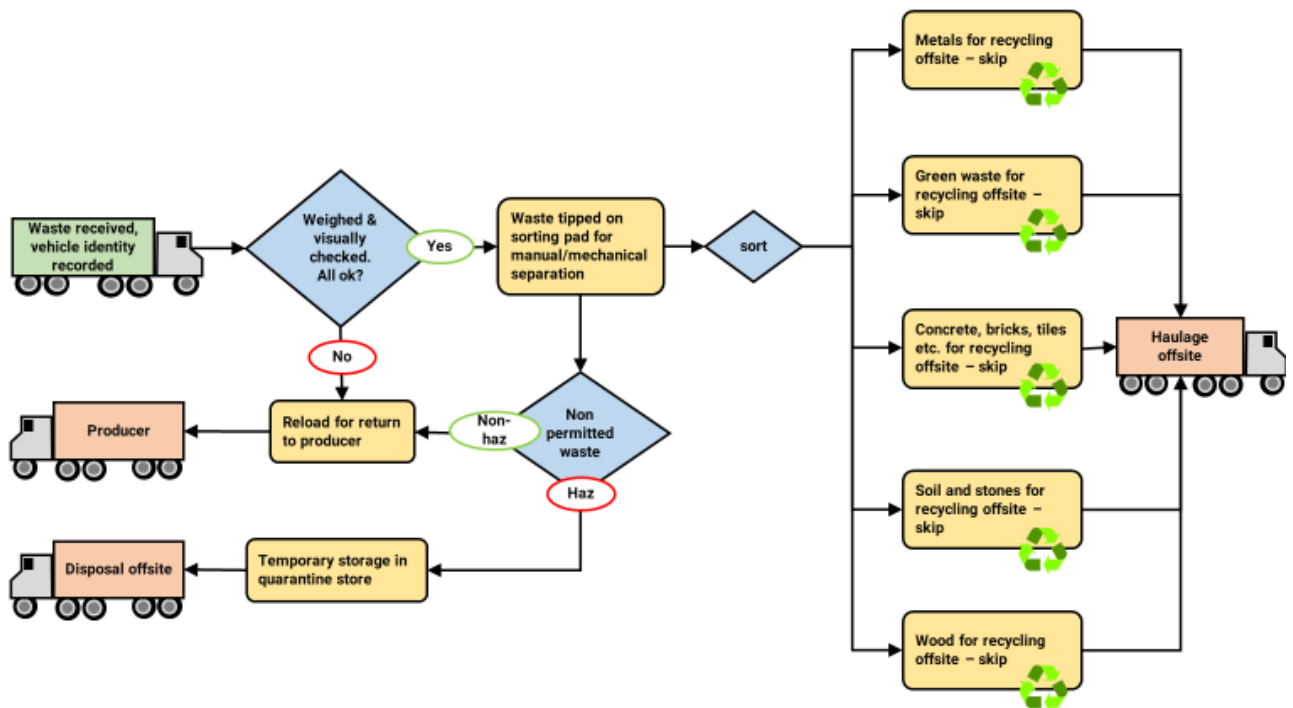 Waste received,
vehicle identity
recorded
Weighed &
visually
checked.
All ok?
Yes
No
Waste tipped on
sorting pad for
manual/mechanical
separation
sort
Metals for recycling
offsite – skip
Green waste for
recycling offsite –
skip
Concrete, bricks, tiles
etc. for recycling
offsite – skip
Soil and stones for
recycling offsite –
skip
Wood for recycling
offsite – skip
Haulage
offsite
Non
permitted
waste
Non-
haz
Haz
Reload for return
to producer
Producer
Temporary storage in
quarantine store
Disposal offsite